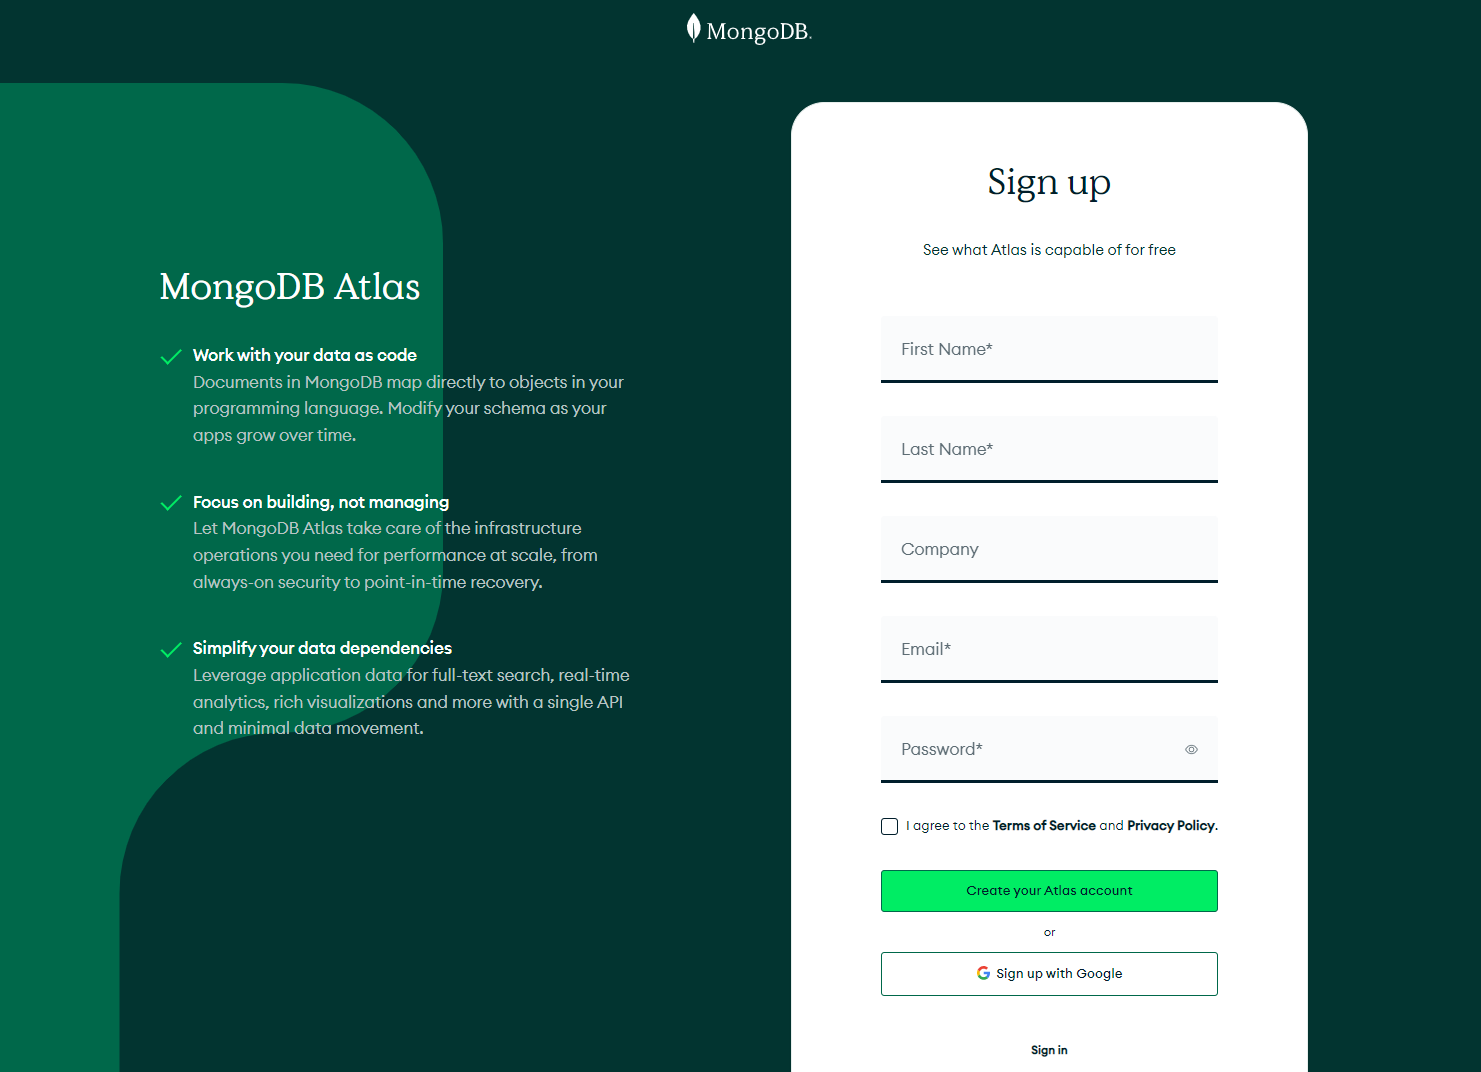 MongoDB.
MongoDB Atlas
Work with your data as code
Documents in MongoDB map directly to objects in your
programming language. Modify your schema as your
apps grow over time.
Focus on building, not managing
Let MongoDB Atlas take care of the infrastructure
operations you need for performance at scale, from
always-on security to point-in-time recovery.
Simplify your data dependencies
Leverage application data for full-text search, real-time
analytics, rich visualizations and more with a single API
and minimal data movement.
Sign up
See what Atlas is capable of for free
First Name*
Last Name*
Company
Email*
Password*
I agree to the Terms of Service and Privacy Policy.
Create your Atlas account
or
Sign up with Google
Sign in